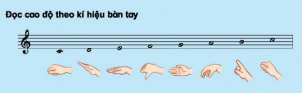 Đọc cao độ theo kí hiệu bàn tay